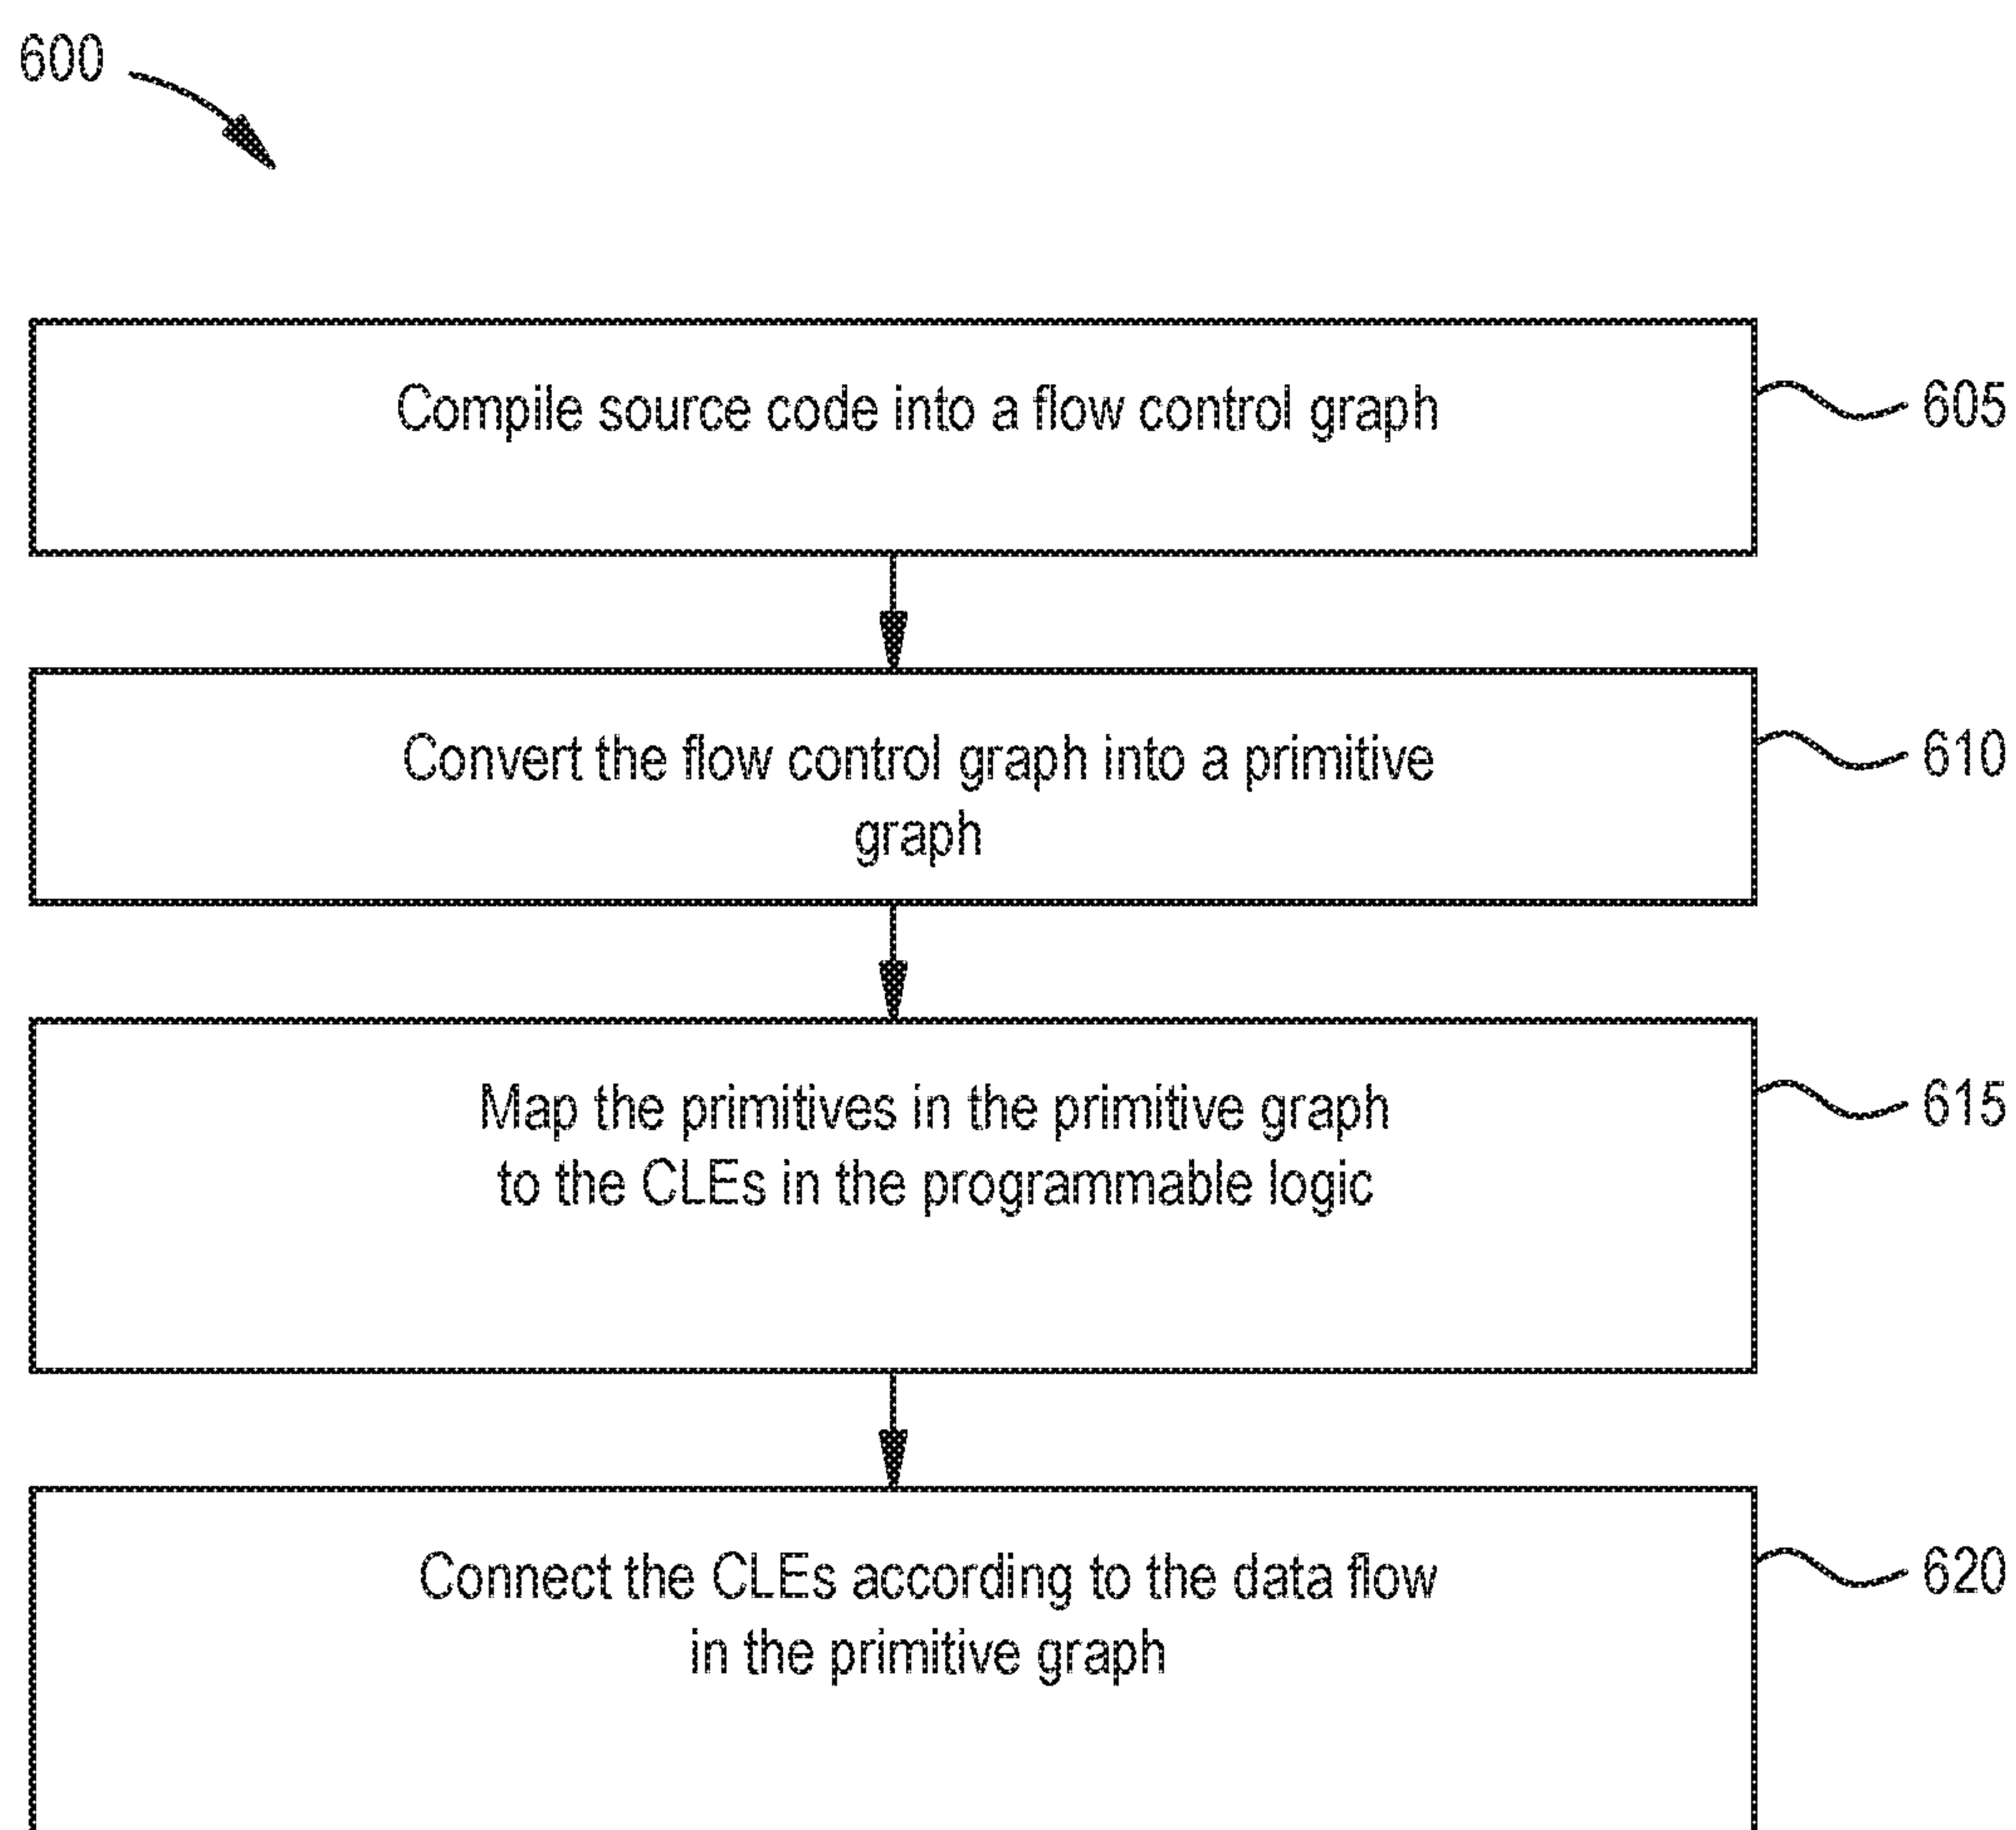 600
Compile source code into a flow control graph
605
Convert the flow control graph into a primitive
graph
610
Map the primitives in the primitive graph
to the CLEs in the programmable logic
615
Connect the CLEs according to the data flow
in the primitive graph
620